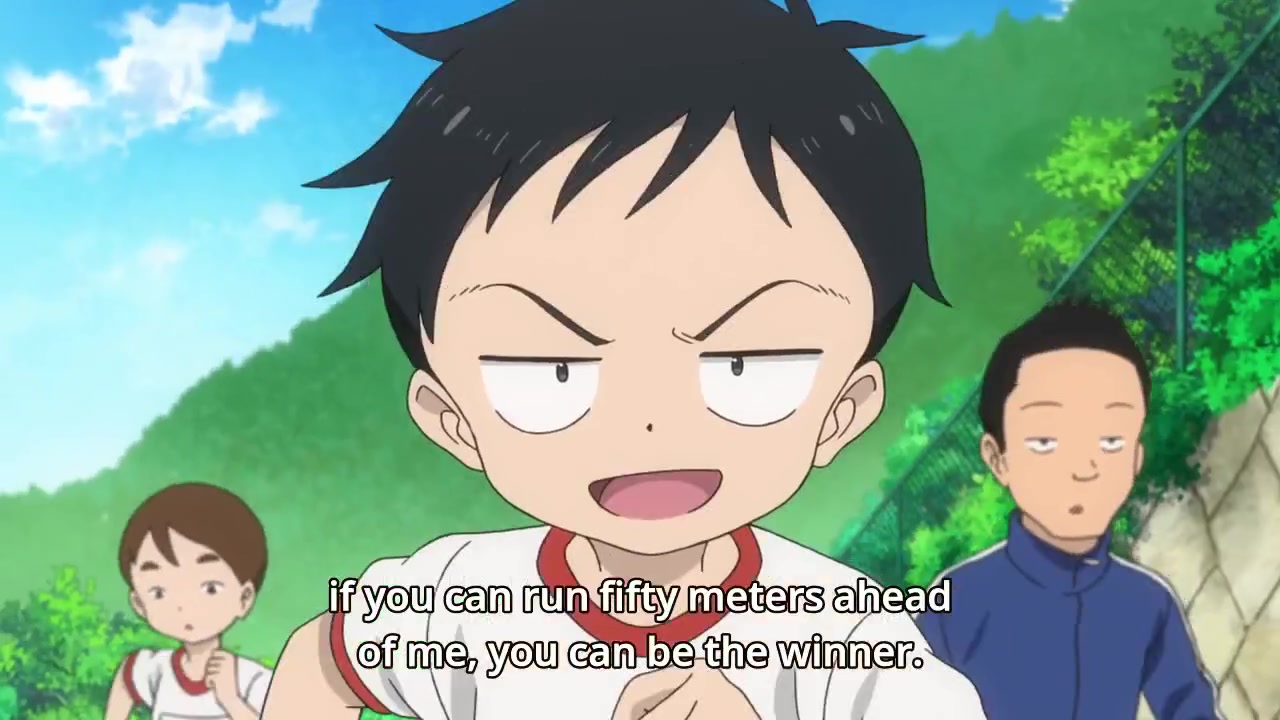 if you can run fifty meters ahead
of me, you can be the winner.